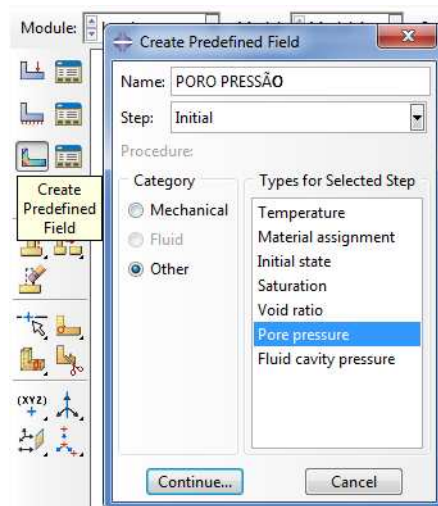 Module:
Create Predefined Field
Name: PORO PRESSÃO
Step: Initial
Procedure:
Category
Types for Selected Step
Mechanical
Fluid
Other
Temperature
Material assignment
Initial state
Saturation
Void ratio
Pore pressure
Fluid cavity pressure
Create
Predefined
Field
(XYZ)
Continue...
Cancel